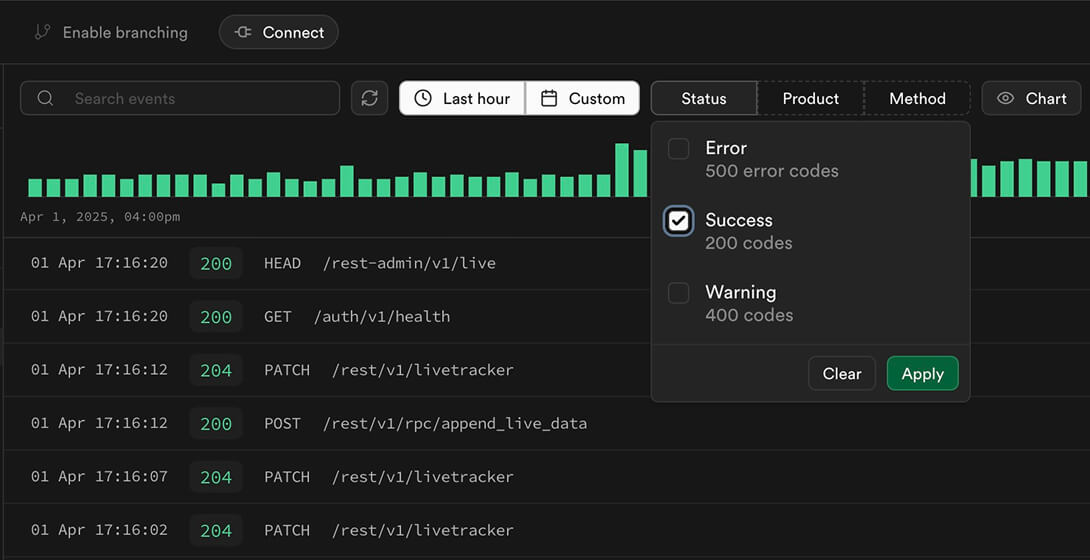 Enable branching Connect
Search events Last hour Custom Status Product Method Chart
Error
500 error codes
Success
200 codes
Warning
400 codes
Clear Apply
Apr 1, 2025, 04:00pm
01 Apr 17:16:20 200 HEAD /rest-admin/v1/live
01 Apr 17:16:20 200 GET /auth/v1/health
01 Apr 17:16:12 204 PATCH /rest/v1/livetracker
01 Apr 17:16:12 200 POST /rest/v1/rpc/append_live_data
01 Apr 17:16:07 204 PATCH /rest/v1/livetracker
01 Apr 17:16:02 204 PATCH /rest/v1/livetracker